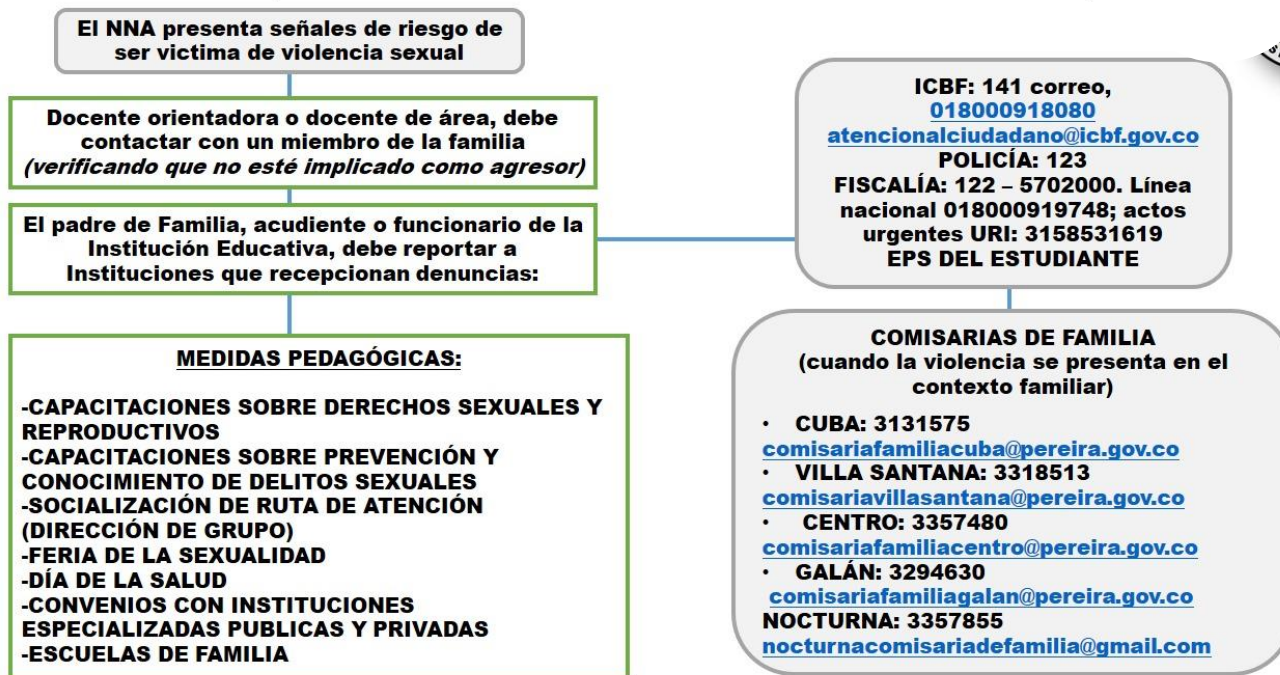 El NNA presenta señales de riesgo de
ser victima de violencia sexual
Docente orientadora o docente de área, debe
contactar con un miembro de la familia
(verificando que no esté implicado como agresor)
El padre de Familia, acudiente o funcionario de la
Institución Educativa, debe reportar a
Instituciones que recepcionan denuncias:
MEDIDAS PEDAGÓGICAS:
-CAPACITACIONES SOBRE DERECHOS SEXUALES Y
REPRODUCTIVOS
-CAPACITACIONES SOBRE PREVENCIÓN Y
CONOCIMIENTO DE DELITOS SEXUALES
-SOCIALIZACIÓN DE RUTA DE ATENCIÓN
(DIRECCIÓN DE GRUPO)
-FERIA DE LA SEXUALIDAD
-DÍA DE LA SALUD
-CONVENIOS CON INSTITUCIONES
ESPECIALIZADAS PUBLICAS Y PRIVADAS
-ESCUELAS DE FAMILIA
ICBF: 141 correo,
018000918080
atencionalciudadano@icbf.gov.co
POLICÍA: 123
FISCALÍA: 122 – 5702000. Línea
nacional 018000919748; actos
urgentes URI: 3158531619
EPS DEL ESTUDIANTE
COMISARIAS DE FAMILIA
(cuando la violencia se presenta en el
contexto familiar)
• CUBA: 3131575
comisariafamiliacuba@pereira.gov.co
• VILLA SANTANA: 3318513
comisariavillasantana@pereira.gov.co
• CENTRO: 3357480
comisariafamiliacentro@pereira.gov.co
• GALÁN: 3294630
comisariafamiliagalan@pereira.gov.co
NOCTURNA: 3357855
nocturnacomisariadefamilia@gmail.com